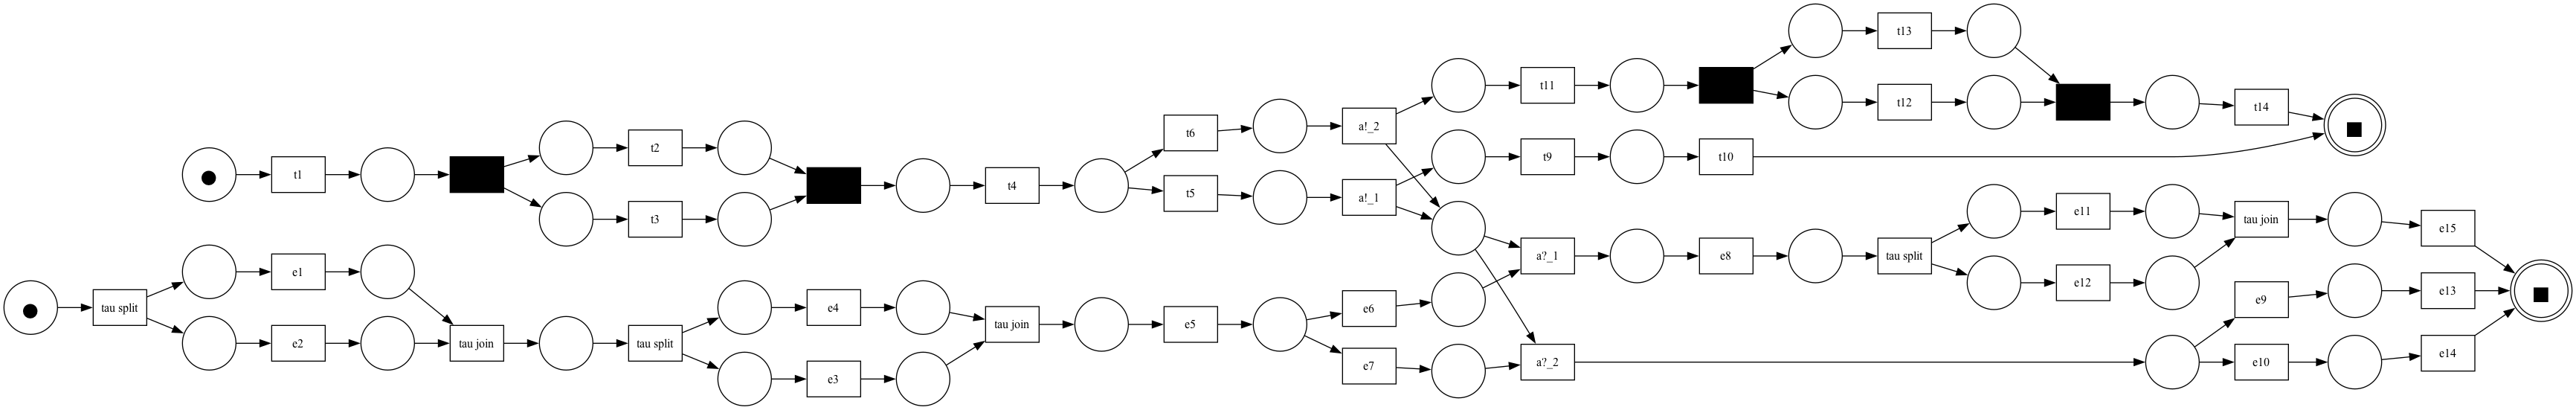 t13
t11
t12
t14
t6
a!_2
t2
t9
t10
t1
t4
t5
a!_1
t3
e11
tau join
e15
a?_1
e8
tau split
e1
e12
e9
e13
tau split
e4
e6
tau join
e5
e2
tau join
tau split
e7
a?_2
e10
e14
e3